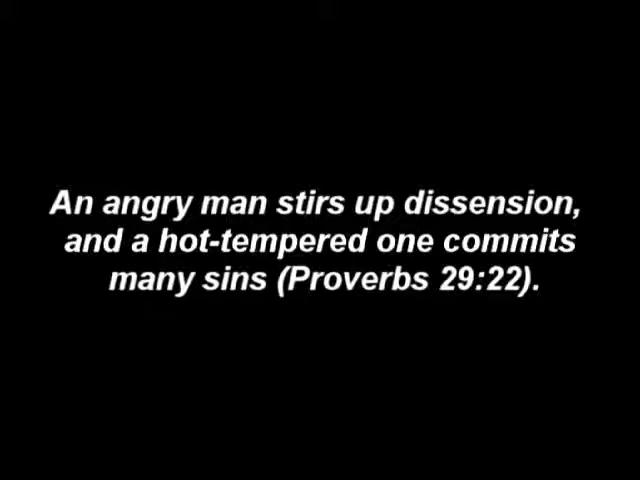 An angry man stirs up dissension,
and a hot-tempered one commits
many sins (Proverbs 29:22).